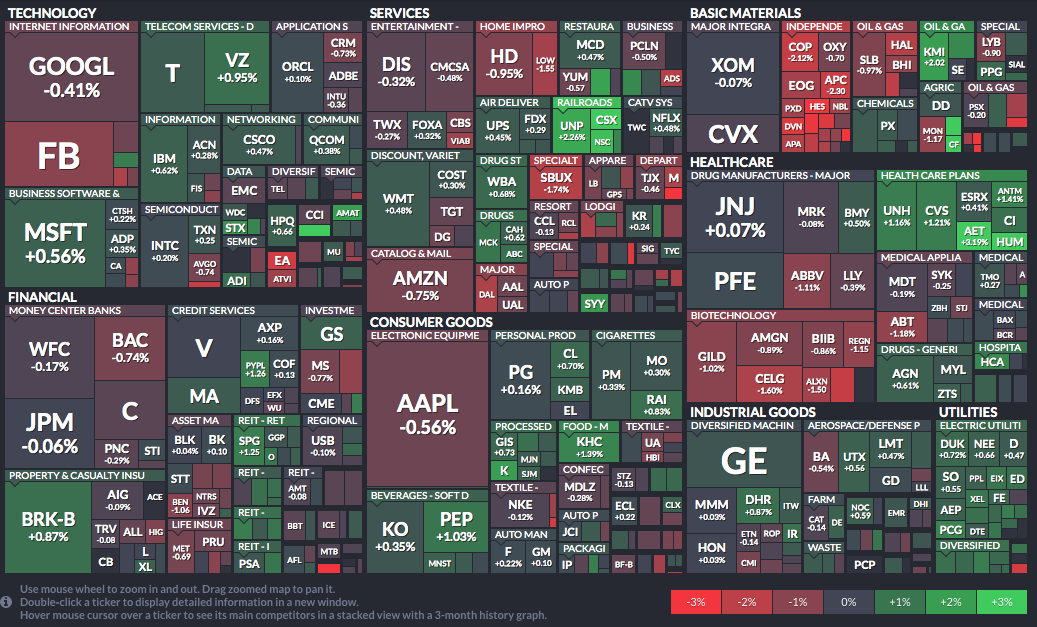 TECHNOLOGY
INTERNET INFORMATION
GOOGL
-0.41%
FB
BUSINESS SOFTWARE &
MSFT
+0.56%
CTSH
+0.22%
ADP
+0.35%
CA
TELECOM SERVICES - D
T
VZ
+0.95%
APPLICATION S
ORCL
+0.10%
CRM
-0.73%
ADBE
INTU
-0.36
INFORMATION
IBM
+0.62%
ACN
+0.28%
FIS
NETWORKING
CSCO
+0.47%
COMMUNI
QCOM
+0.38%
DATA
EMC
DIVERSIF
TEL
SEMIC
SEMICONDUCT
INTC
+0.20%
TXN
+0.25
AVGO
-0.74
WDC
STX
SEMIC
ADI
HPQ
+0.66
CCI
AMAT
EA
ATVI
MU
FINANCIAL
MONEY CENTER BANKS
WFC
-0.17%
BAC
-0.74%
JPM
-0.06%
C
PNC
-0.29%
STI
PROPERTY & CASUALTY INSU
BRK-B
+0.87%
AIG
-0.09%
ACE
TRV
-0.08
ALL
HIG
CB
L
XL
CREDIT SERVICES
V
AXP
+0.16%
PYPL
+1.26
COF
+0.13
MA
DFS
EFX
WU
INVESTME
GS
MS
-0.77%
CME
ASSET MA
BLK
+0.04%
BK
+0.10
STT
BEN
-1.06
NTRS
IVZ
LIFE INSUR
MET
-0.69
PRU
REIT - RET
SPG
+1.25
GGP
O
REIT -
REIT -
REIT - I
PSA
REGIONAL
USB
-0.10%
REIT -
AMT
-0.08
BBT
ICE
AFL
MTB
SERVICES
ENTERTAINMENT -
DIS
-0.32%
CMCSA
-0.48%
TWX
-0.27%
FOXA
-0.32%
CBS
VIAB
DISCOUNT, VARIET
WMT
+0.48%
COST
+0.30%
TGT
DG
CATALOG & MAIL
AMZN
-0.75%
HOME IMPRO
HD
-0.95%
LOW
-1.55
RESTAURA
MCD
+0.47%
YUM
-0.57
BUSINESS
PCLN
-0.50%
ADS
AIR DELIVER
UPS
+0.45%
FDX
+0.29
RAILROADS
UNP
+2.26%
CSX
NSC
CATV SYS
TWC
NFLX
+0.48%
DRUG ST
WBA
+0.68%
SPECIALT
SBUX
-1.74%
APPARE
LB
GPS
DEPART
TJX
-0.46
M
DRUGS
MCK
CAH
+0.62
ABC
RESORT
CCL
-0.13
RCL
LODGI
KR
+0.24
SPECIAL
SIG
TYC
MAJOR
DAL
AAL
UAL
AUTO P
SYY
CONSUMER GOODS
ELECTRONIC EQUIPME
AAPL
-0.56%
BEVERAGES - SOFT D
KO
+0.35%
PEP
+1.03%
MNST
PERSONAL PROD
PG
+0.16%
CL
+0.70%
KMB
EL
CIGARETTES
PM
+0.33%
MO
+0.30%
RAI
+0.83%
PROCESSED
GIS
+0.73
MJN
K
SJM
FOOD - M
KHC
+1.39%
TEXTILE -
UA
HBI
TEXTILE -
NKE
-0.12%
CONFEC
MDLZ
-0.28%
STZ
-0.13
ECL
+0.22
CLX
AUTO P
JCI
AUTO MAN
F
+0.22%
GM
+0.10
PACKAGI
IP
BF-B
BASIC MATERIALS
MAJOR INTEGRA
XOM
-0.07%
CVX
INDEPENDE
COP
-2.12%
OXY
-0.70
EOG
APC
-2.90
PXD
HES
NBL
DVN
APA
OIL & GAS
SLB
-0.97%
HAL
BHI
OIL & GA
KMI
+2.02
SE
SPECIAL
LYB
-0.90
PPG
SIAL
CHEMICALS
PX
AGRIC
DD
MON
-1.17
CF
OIL & GAS
PSX
-0.20
HEALTHCARE
DRUG MANUFACTURERS - MAJOR
JNJ
+0.07%
MRK
-0.08%
BMY
+0.50%
PFE
ABBV
-1.11%
LLY
-0.39%
HEALTH CARE PLANS
UNH
+1.16%
CVS
+1.21%
ESRX
+0.41%
ANTM
+1.41%
AET
+3.19%
CI
HUM
MEDICAL APPLIA
MDT
-0.19%
SYK
-0.25
ZBH
STJ
ABT
-1.18%
MEDICAL
TMO
+0.27
A
MEDICAL
BAX
BCR
BIOTECHNOLOGY
GILD
-1.02%
AMGN
-0.89%
BIIB
-0.86%
REGN
-1.15
CELG
-1.60%
ALXN
-1.50
DRUGS - GENERI
AGN
+0.61%
MYL
ZTS
HOSPITA
HCA
INDUSTRIAL GOODS
DIVERSIFIED MACHIN
GE
MMM
+0.03%
DHR
+0.87%
ITW
HON
+0.03%
ETN
-0.14
ROP
IR
CMI
AEROSPACE/DEFENSE P
BA
-0.54%
UTX
+0.56
LMT
+0.47%
GD
LLL
FARM
CAT
-0.14
DE
NOC
+0.59
EMR
DHI
WASTE
PCP
UTILITIES
ELECTRIC UTILITI
DUK
+0.72%
NEE
+0.66
D
+0.47
SO
+0.55
PPL
EIX
ED
AEP
XEL
FE
PCG
DTE
DIVERSIFIED
Use mouse wheel to zoom in and out. Drag zoomed map to pan it.
Double-click a ticker to display detailed information in a new window.
Hover mouse cursor over a ticker to see its main competitors in a stacked view with a 3-month history graph.
-3%
-2%
-1%
0%
+1%
+2%
+3%